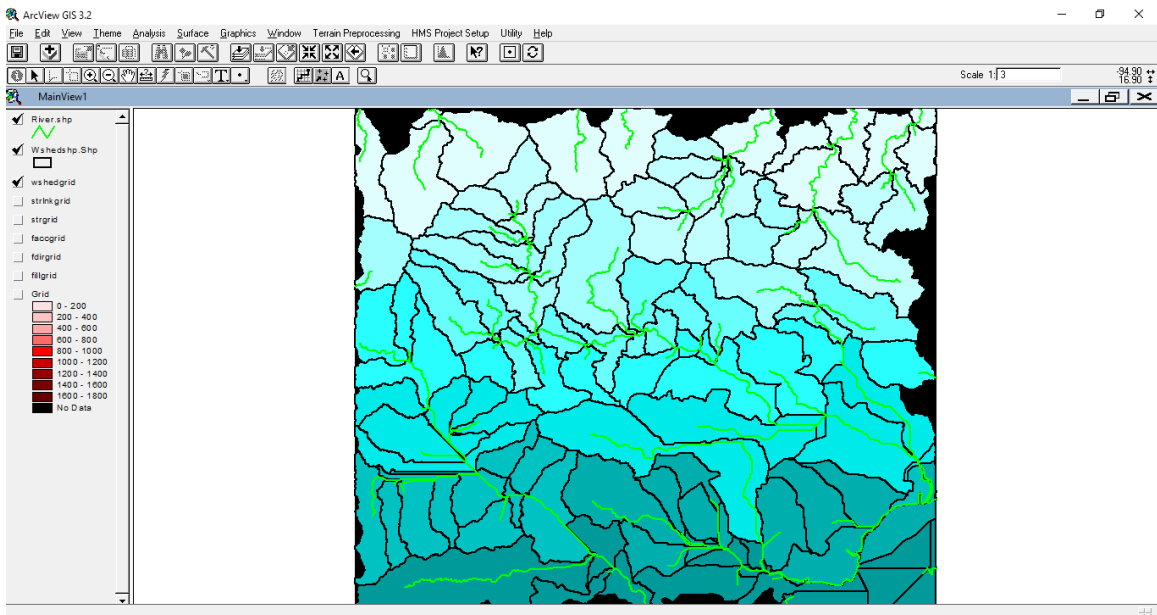 ArcView GIS 3.2
File Edit View Theme Analysis Surface Graphics Window Terrain Preprocessing HMS Project Setup Utility Help
T A
Scale 1: 3
-94.90
16.90
MainView1
River.shp
Wshedshp.Shp
wshedgrid
strlnkgrid
strgrid
faccgrid
fdirgrid
fillgrid
Grid
0 - 200
200 - 400
400 - 600
600 - 800
800 - 1000
1000 - 1200
1200 - 1400
1400 - 1600
1600 - 1800
No Data